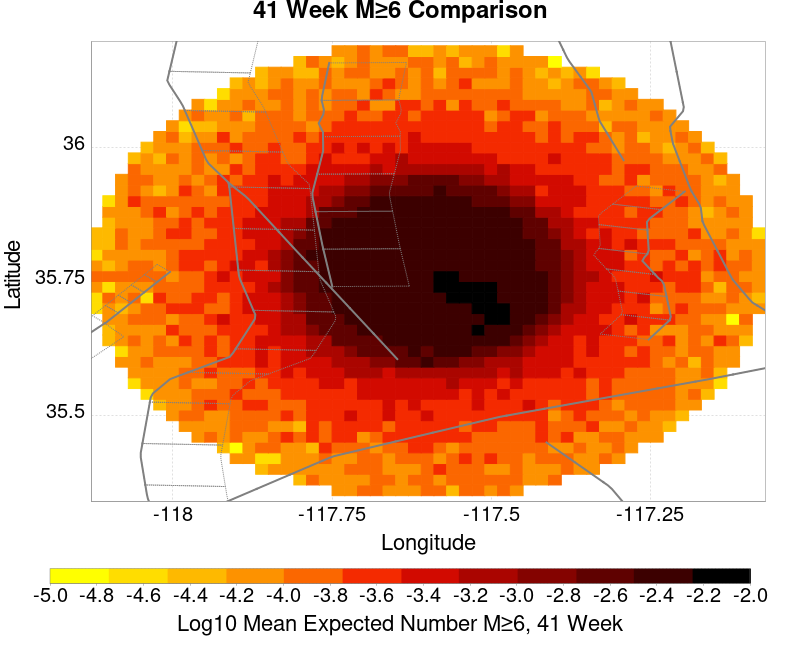 41 Week M≥6 Comparison
36
35.75
35.5
Latitude
-118 -117.75 -117.5 -117.25
Longitude
-5.0 -4.8 -4.6 -4.4 -4.2 -4.0 -3.8 -3.6 -3.4 -3.2 -3.0 -2.8 -2.6 -2.4 -2.2 -2.0
Log10 Mean Expected Number M≥6, 41 Week